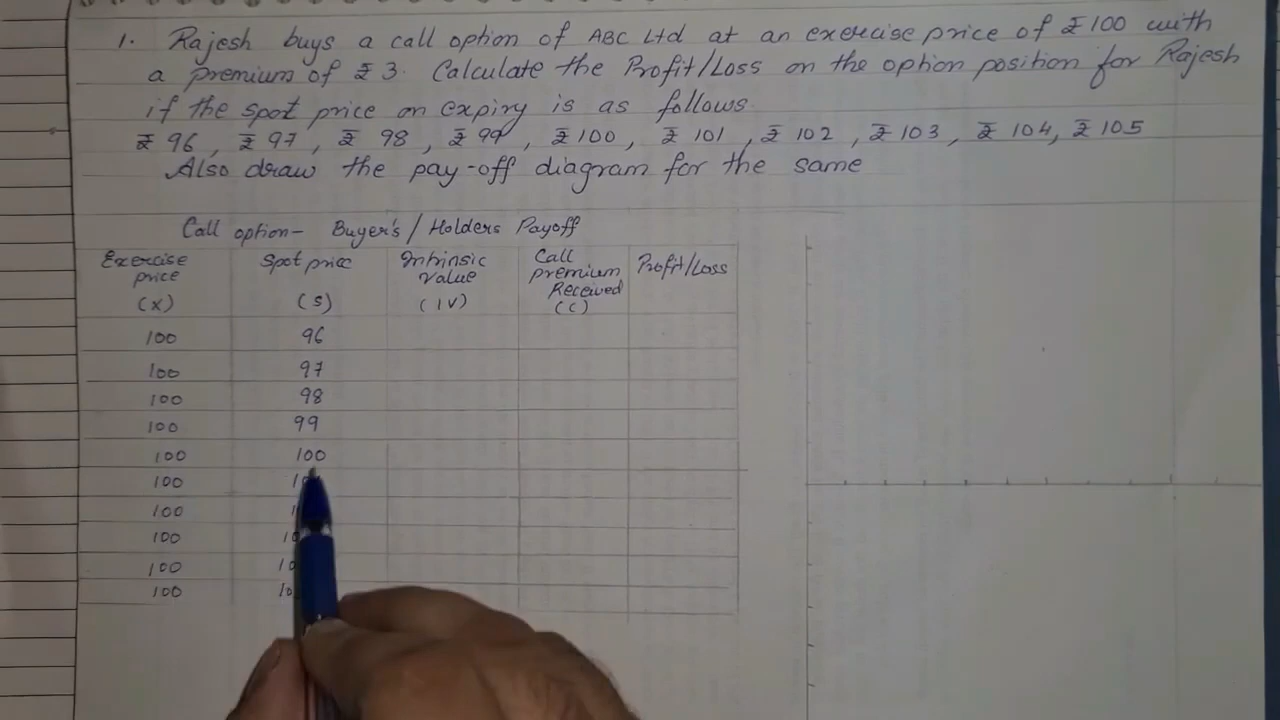 1. Rajesh buys a call option of ABC Ltd at an exercise price of ₹100 with
a premium of ₹3. Calculate the Profit/Loss on the option position for Rajesh
if the spot price on expiry is as follows
₹96, ₹97, ₹98, ₹99, ₹100, ₹101, ₹102, ₹103, ₹104, ₹105
Also draw the pay-off diagram for the same
Call option- Buyer's/Holders Payoff
Exercise price (X) Spot price (S) Intrinsic Value (IV) Call premium Received (C) Profit/Loss
100 96
100 97
100 98
100 99
100 100
100
100
100
100
100